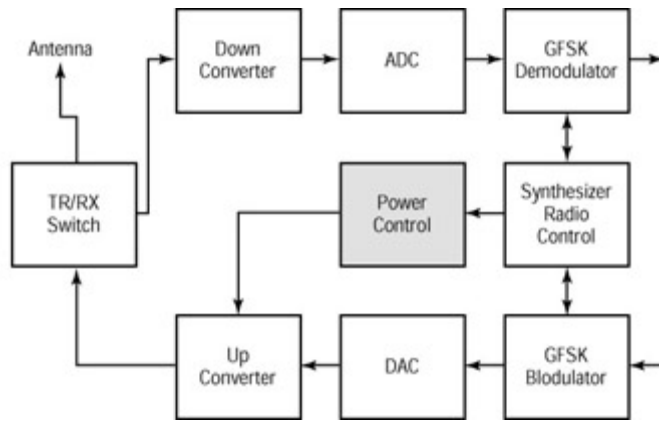 Antenna
Down
Converter
ADC
GFSK
Demodulator
TR/RX
Switch
Power
Control
Synthesizer
Radio
Control
Up
Converter
DAC
GFSK
Blodulator